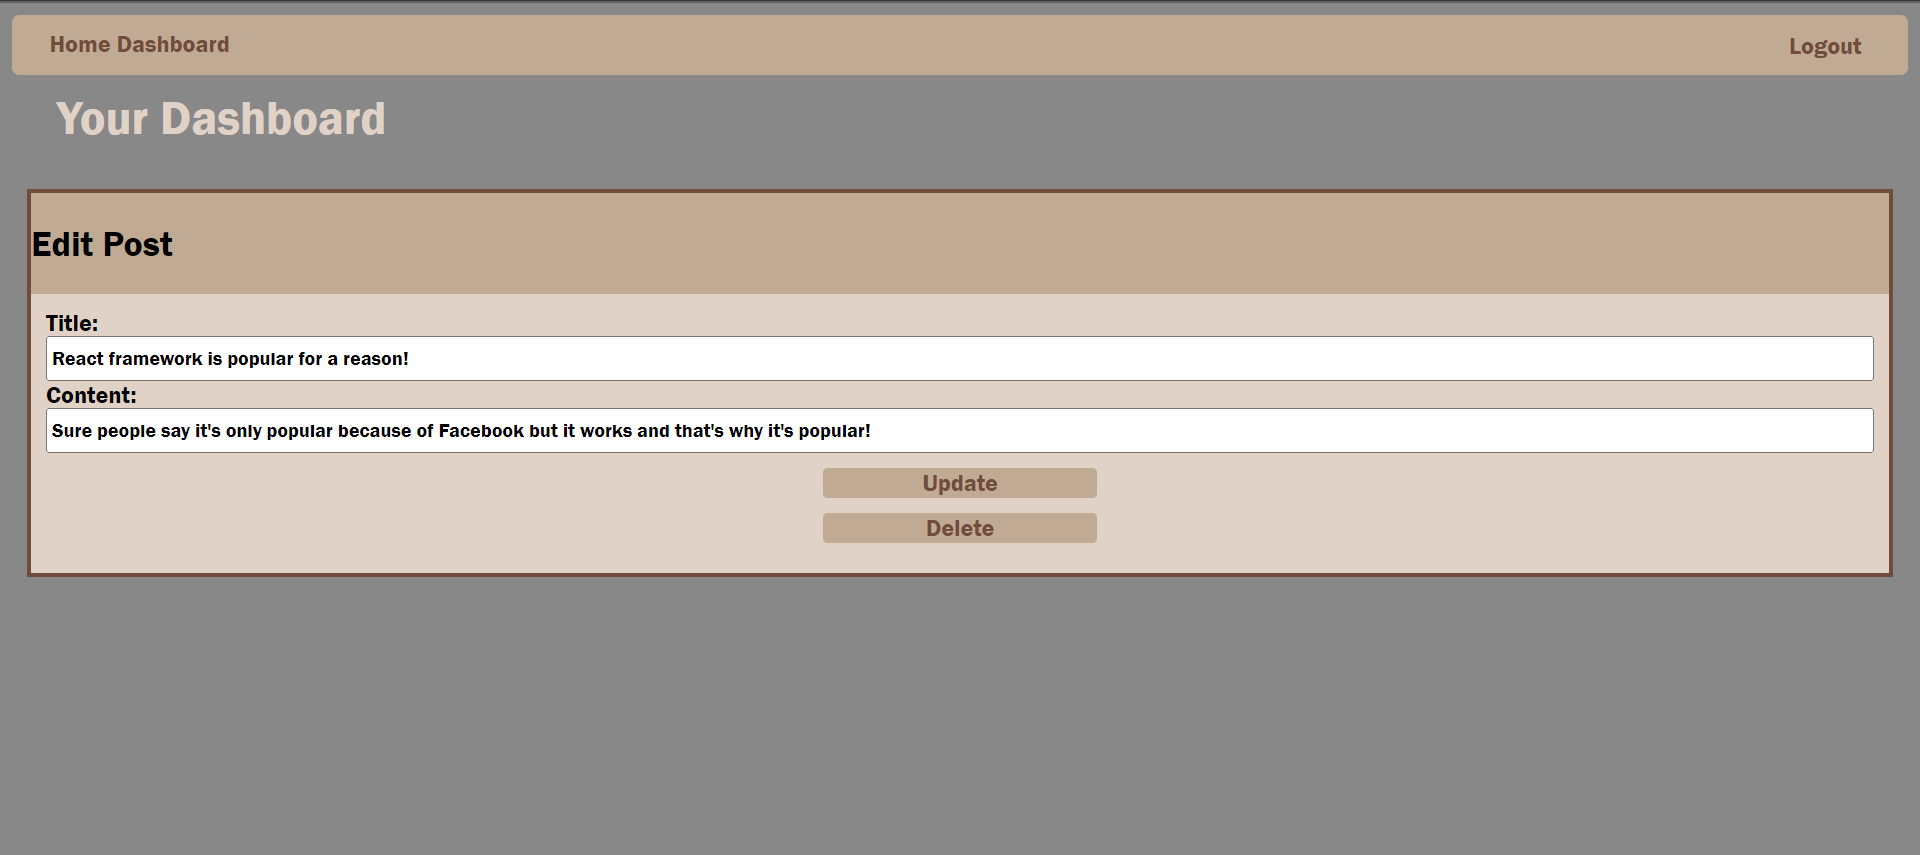 Home Dashboard
Logout
Your Dashboard
Edit Post
Title:
React framework is popular for a reason!
Content:
Sure people say it's only popular because of Facebook but it works and that's why it's popular!
Update
Delete